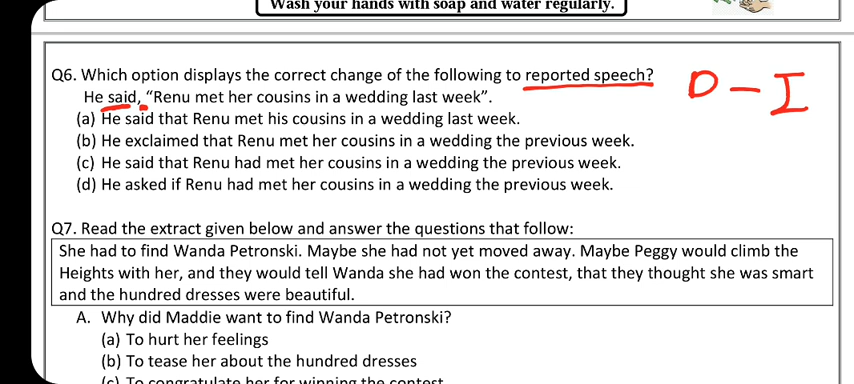 Wash your hands with soap and water regularly.
Q6. Which option displays the correct change of the following to reported speech?
D – I
He said, “Renu met her cousins in a wedding last week”.
(a) He said that Renu met his cousins in a wedding last week.
(b) He exclaimed that Renu met her cousins in a wedding the previous week.
(c) He said that Renu had met her cousins in a wedding the previous week.
(d) He asked if Renu had met her cousins in a wedding the previous week.
Q7. Read the extract given below and answer the questions that follow:
She had to find Wanda Petronski. Maybe she had not yet moved away. Maybe Peggy would climb the
Heights with her, and they would tell Wanda she had won the contest, that they thought she was smart
and the hundred dresses were beautiful.
A. Why did Maddie want to find Wanda Petronski?
(a) To hurt her feelings
(b) To tease her about the hundred dresses
(c) To congratulate her for winning the contest